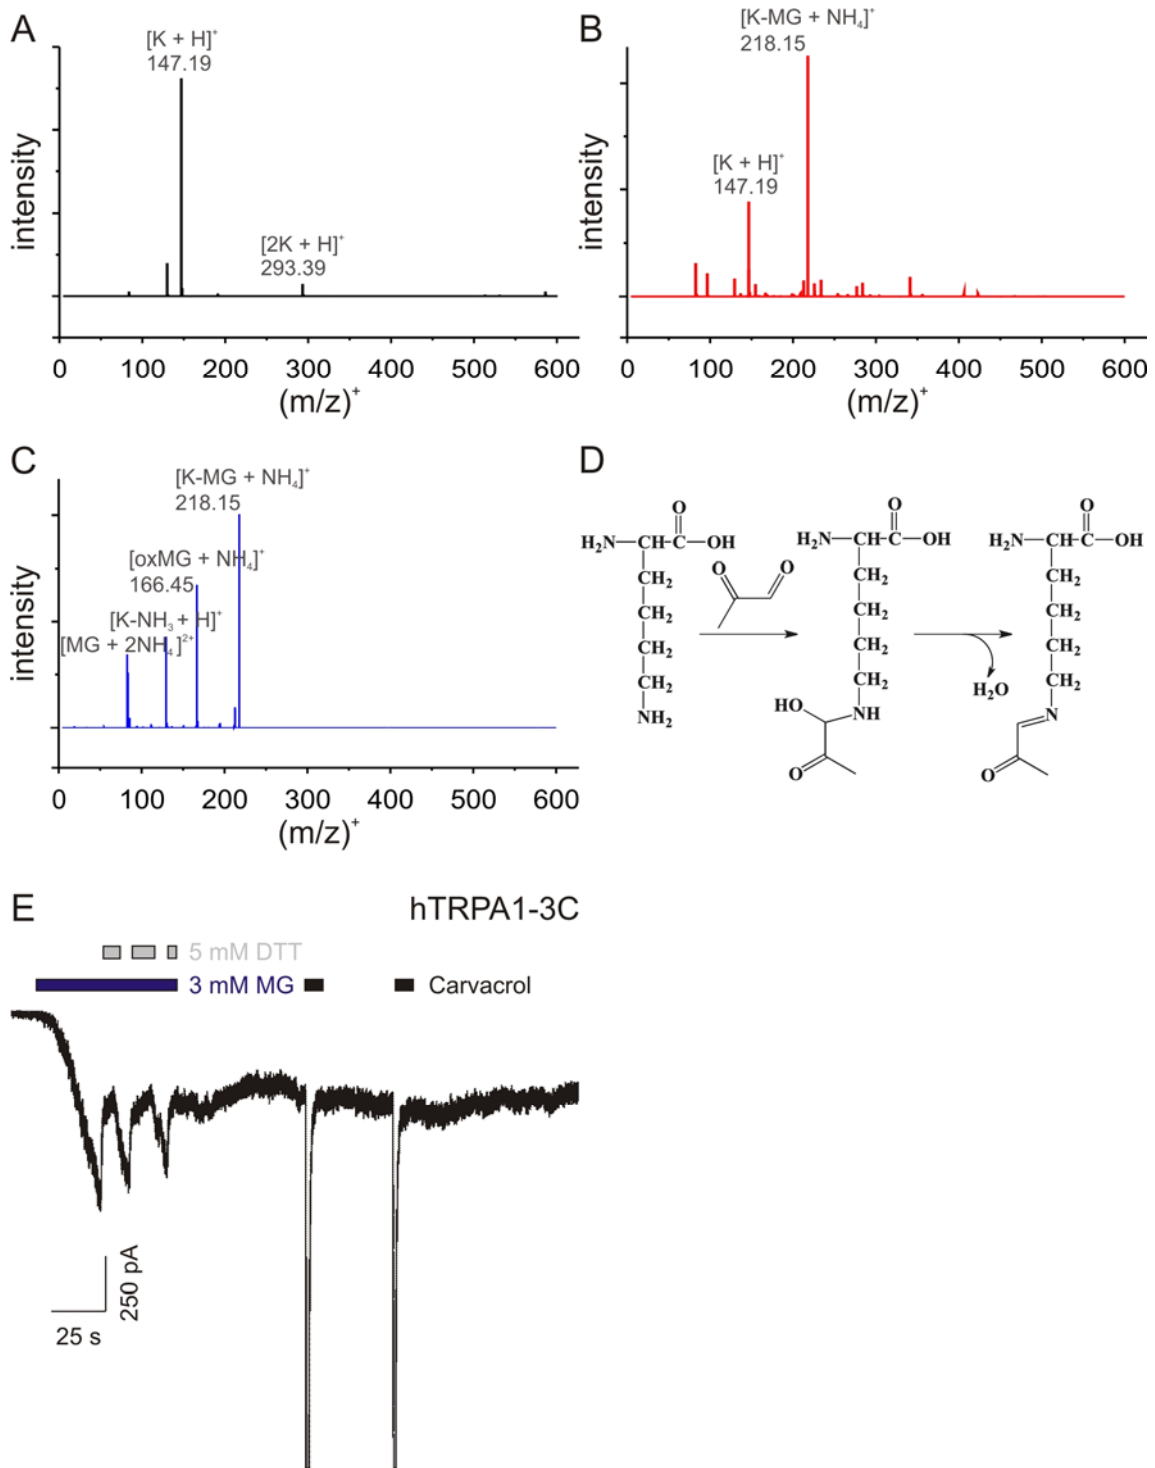 A
[K + H]⁺
147.19
[2K + H]⁺
293.39
intensity
0 100 200 300 400 500 600
(m/z)⁺
B
[K-MG + NH₄]⁺
218.15
[K + H]⁺
147.19
intensity
0 100 200 300 400 500 600
(m/z)⁺
C
[K-MG + NH₄]⁺
218.15
[oxMG + NH₄]⁺
166.45
[K-NH₃ + H]⁺
[MG + 2NH₄]²⁺
intensity
0 100 200 300 400 500 600
(m/z)⁺
D
O
H₂N—CH—C—OH
CH₂
CH₂
CH₂
CH₂
NH₂
O O
O
H₂N—CH—C—OH
CH₂
CH₂
CH₂
CH₂
HO NH
O
H₂O
O
H₂N—CH-C—OH
CH₂
CH₂
CH₂
CH₂
N
O
E
hTRPA1-3C
5 mM DTT
3 mM MG
Carvacrol
250 pA
25 s